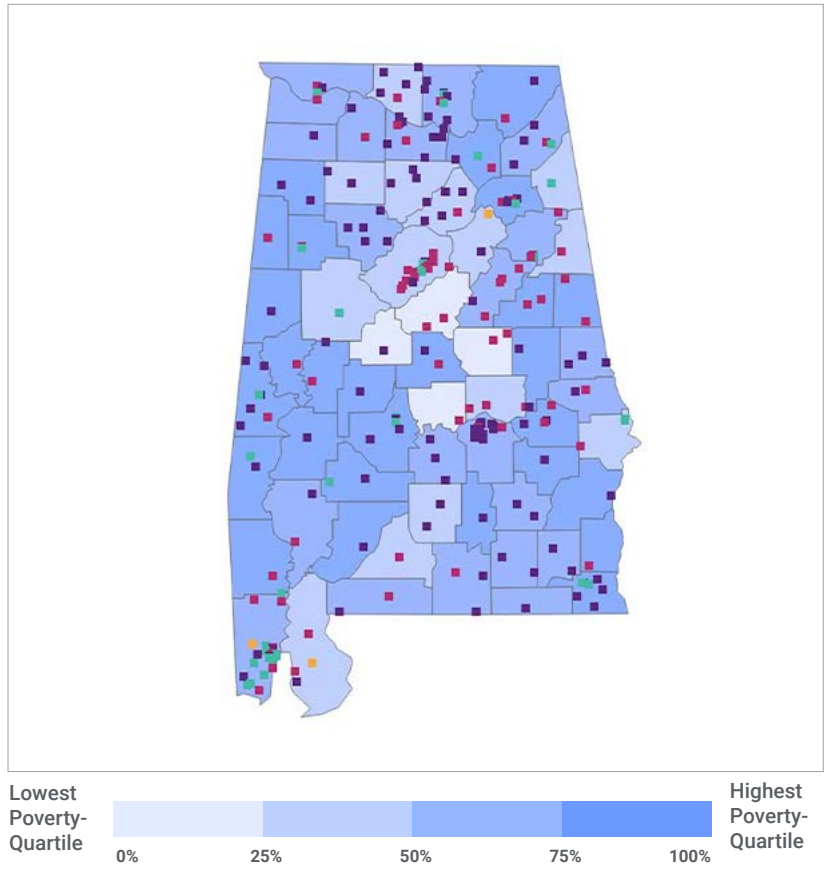 Lowest
Poverty-
Quartile
0%
25%
50%
75%
100%
Highest
Poverty-
Quartile